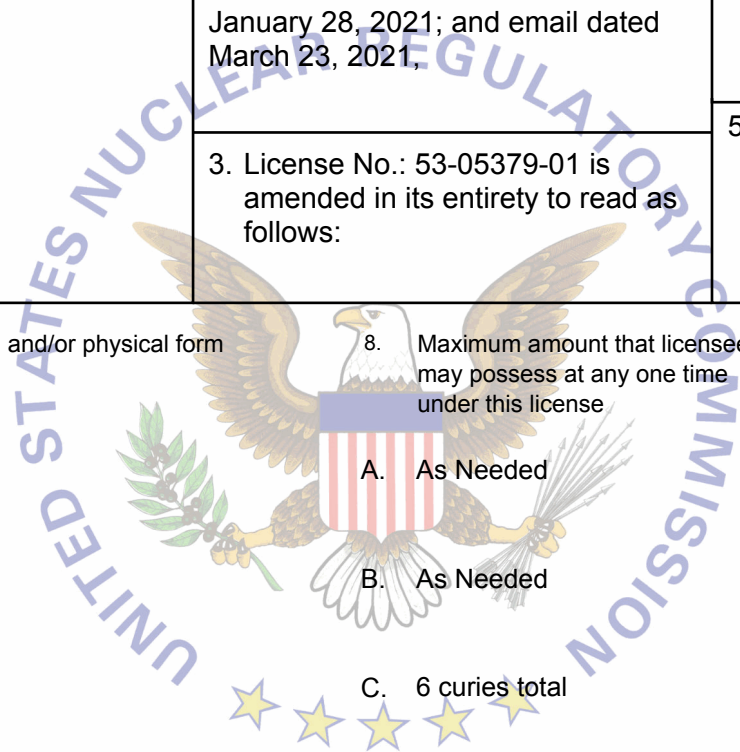 January 28, 2021; and email dated
March 23, 2021,
5
3. License No.: 53-05379-01 is
amended in its entirety to read as
follows:
and/or physical form
8. Maximum amount that licensee
may possess at any one time
under this license
A. As Needed
B. As Needed
C. 6 curies total
UNITED STATES NUCLEAR REGULATORY COMMISSION